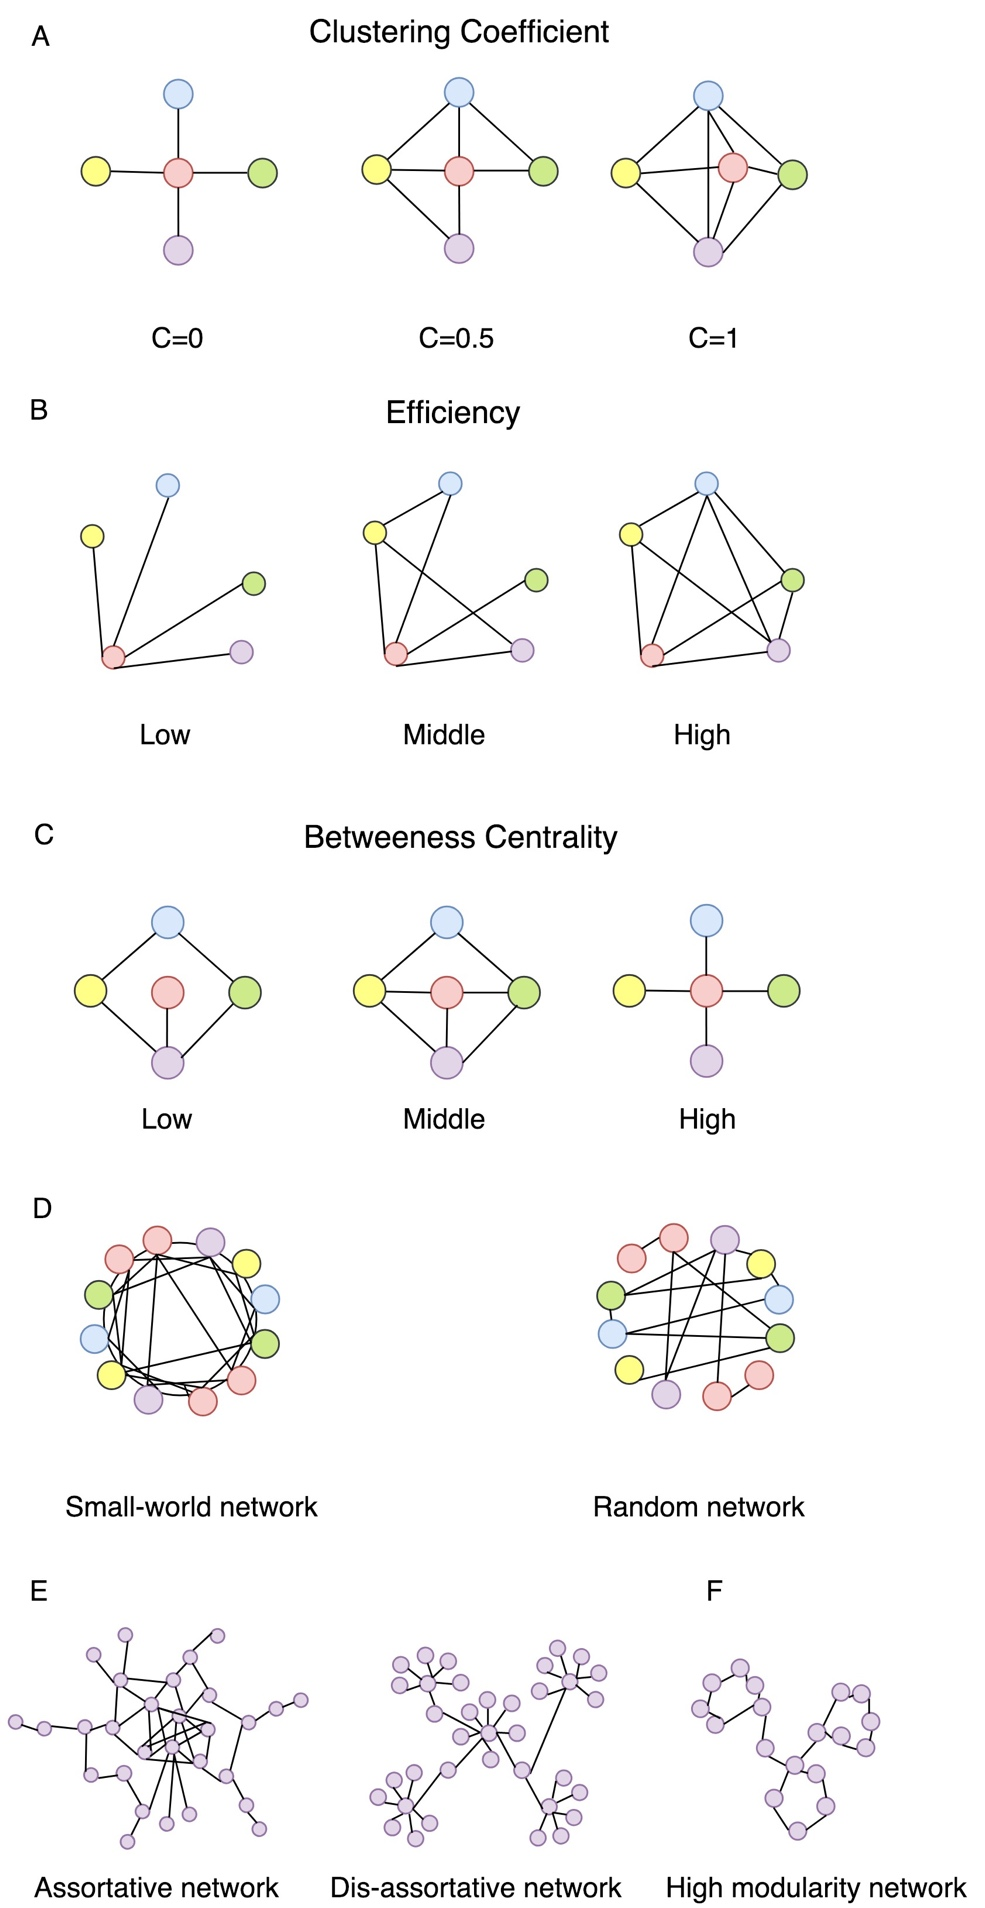 A
Clustering Coefficient
C=0
C=0.5
C=1
B
Efficiency
Low
Middle
High
C
Betweeness Centrality
Low
Middle
High
D
Small-world network
Random network
E
F
Assortative network
Dis-assortative network
High modularity network